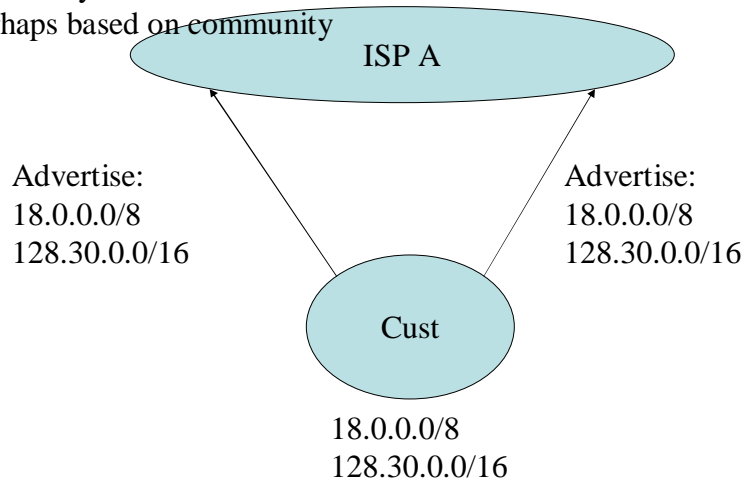 haps based on community
ISP A
Advertise:
18.0.0.0/8
128.30.0.0/16
Advertise:
18.0.0.0/8
128.30.0.0/16
Cust
18.0.0.0/8
128.30.0.0/16